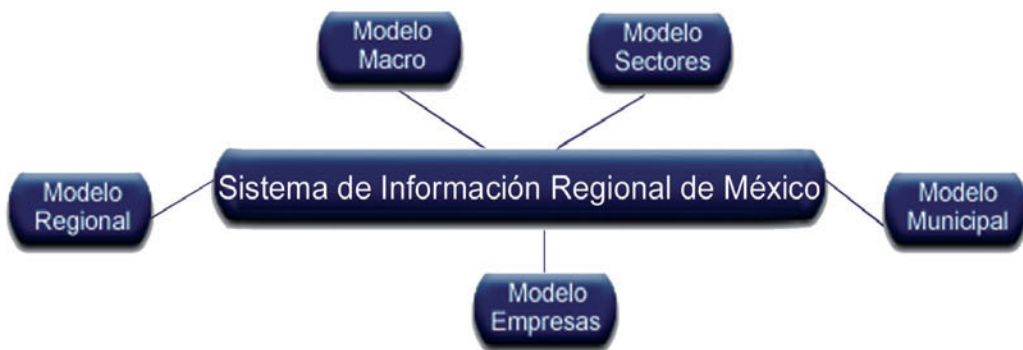 Modelo
Macro
Modelo
Sectores
Sistema de Información Regional de México
Modelo
Regional
Modelo
Municipal
Modelo
Empresas